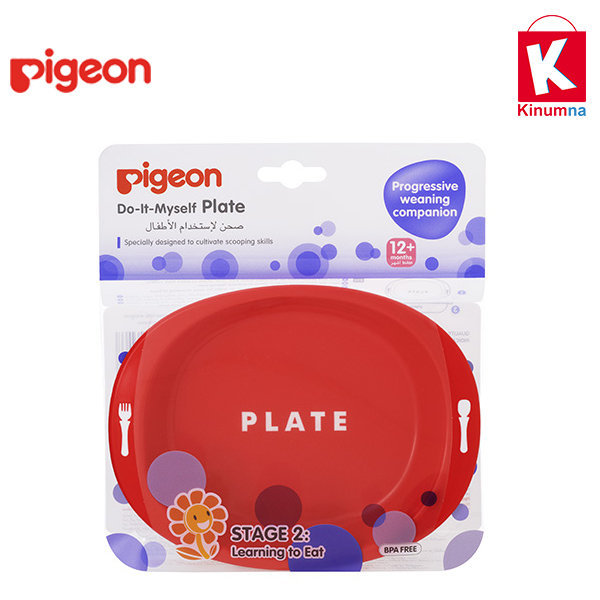 pigeon
K
Kinumna
pigeon
Do-It-Myself Plate
صحن لإستخدام الأطفال
Specially designed to cultivate scooping skills
Progressive
weaning
companion
12+
months
PLATE
STAGE 2:
Learning to Eat
BPA FREE